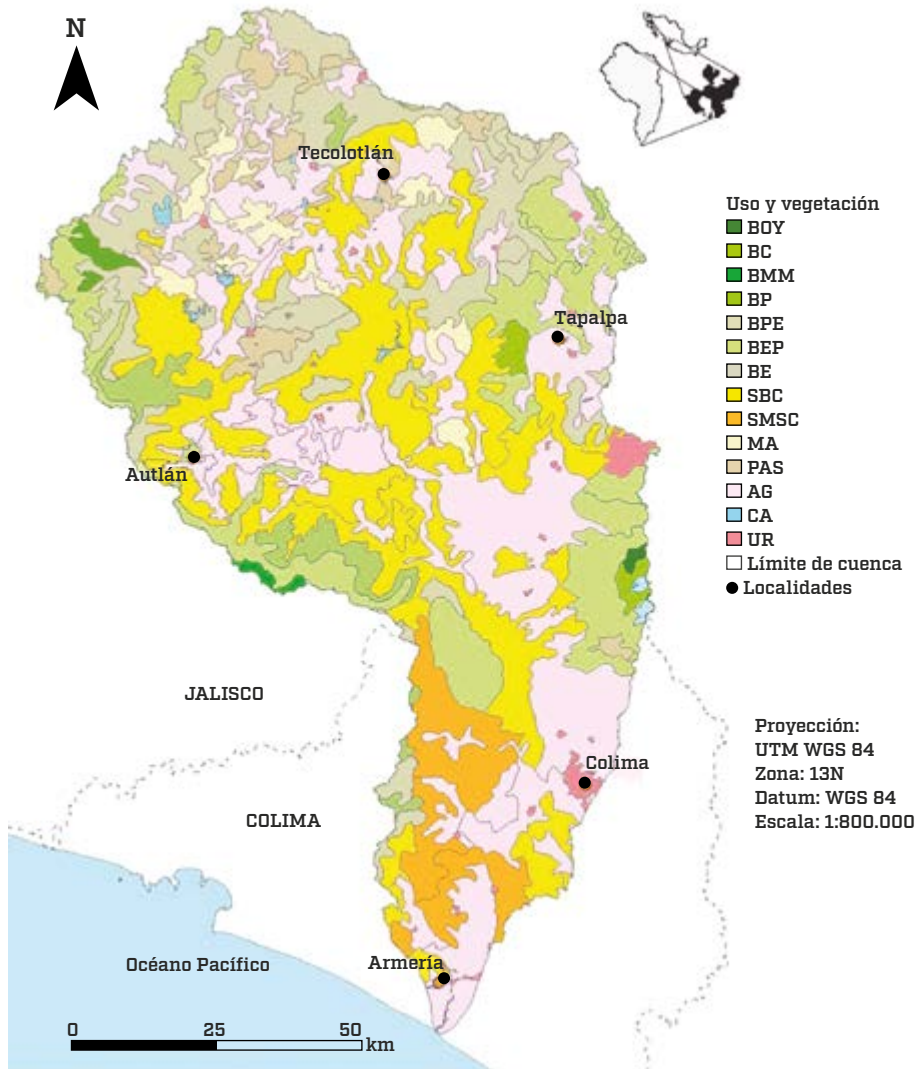 N
Tecolotlán
Tapalpa
Autlán
JALISCO
COLIMA
Colima
Armería
Océano Pacífico
0 25 50
km
Uso y vegetación
BOY
BC
BMM
BP
BPE
BEP
BE
SBC
SMSC
MA
PAS
AG
CA
UR
Límite de cuenca
Localidades
Proyección:
UTM WGS 84
Zona: 13N
Datum: WGS 84
Escala: 1:800.000